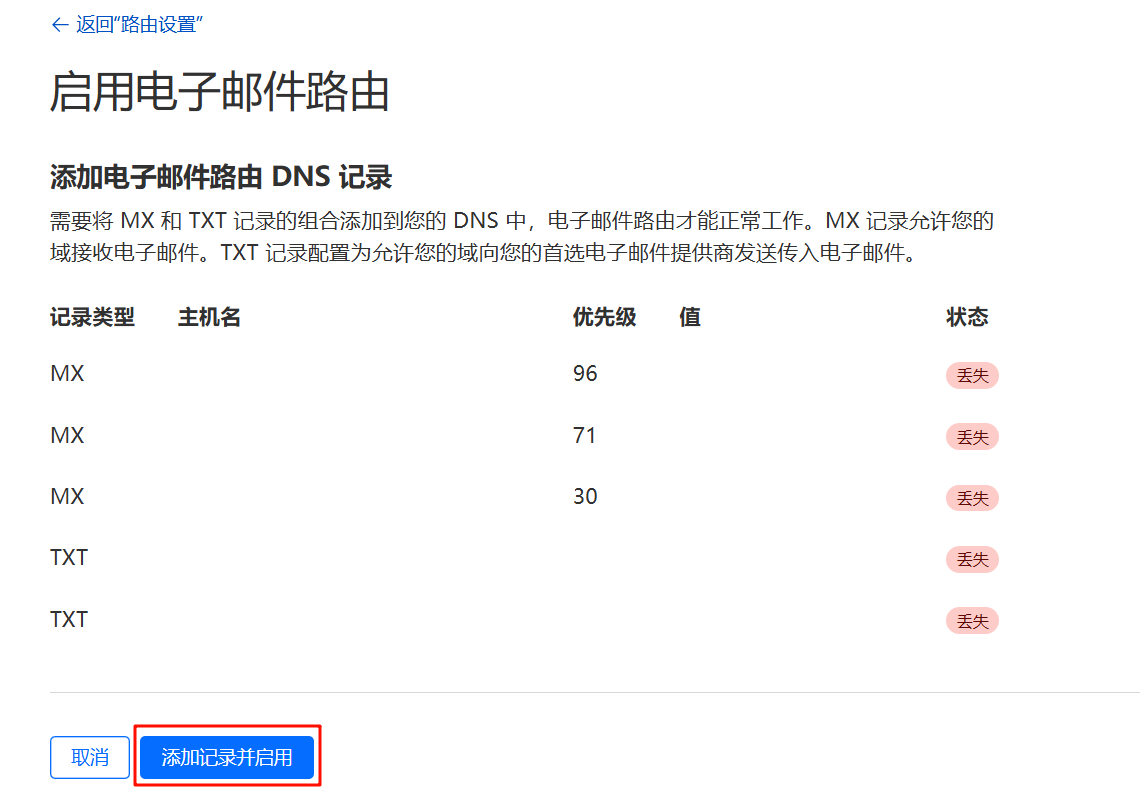 ← 返回“路由设置”
启用电子邮件路由
添加电子邮件路由 DNS 记录
需要将 MX 和 TXT 记录的组合添加到您的 DNS 中，电子邮件路由才能正常工作。MX 记录允许您的
域接收电子邮件。TXT 记录配置为允许您的域向您的首选电子邮件提供商发送传入电子邮件。
记录类型 主机名 优先级 值 状态
MX 96 丢失
MX 71 丢失
MX 30 丢失
TXT 丢失
TXT 丢失
取消 添加记录并启用